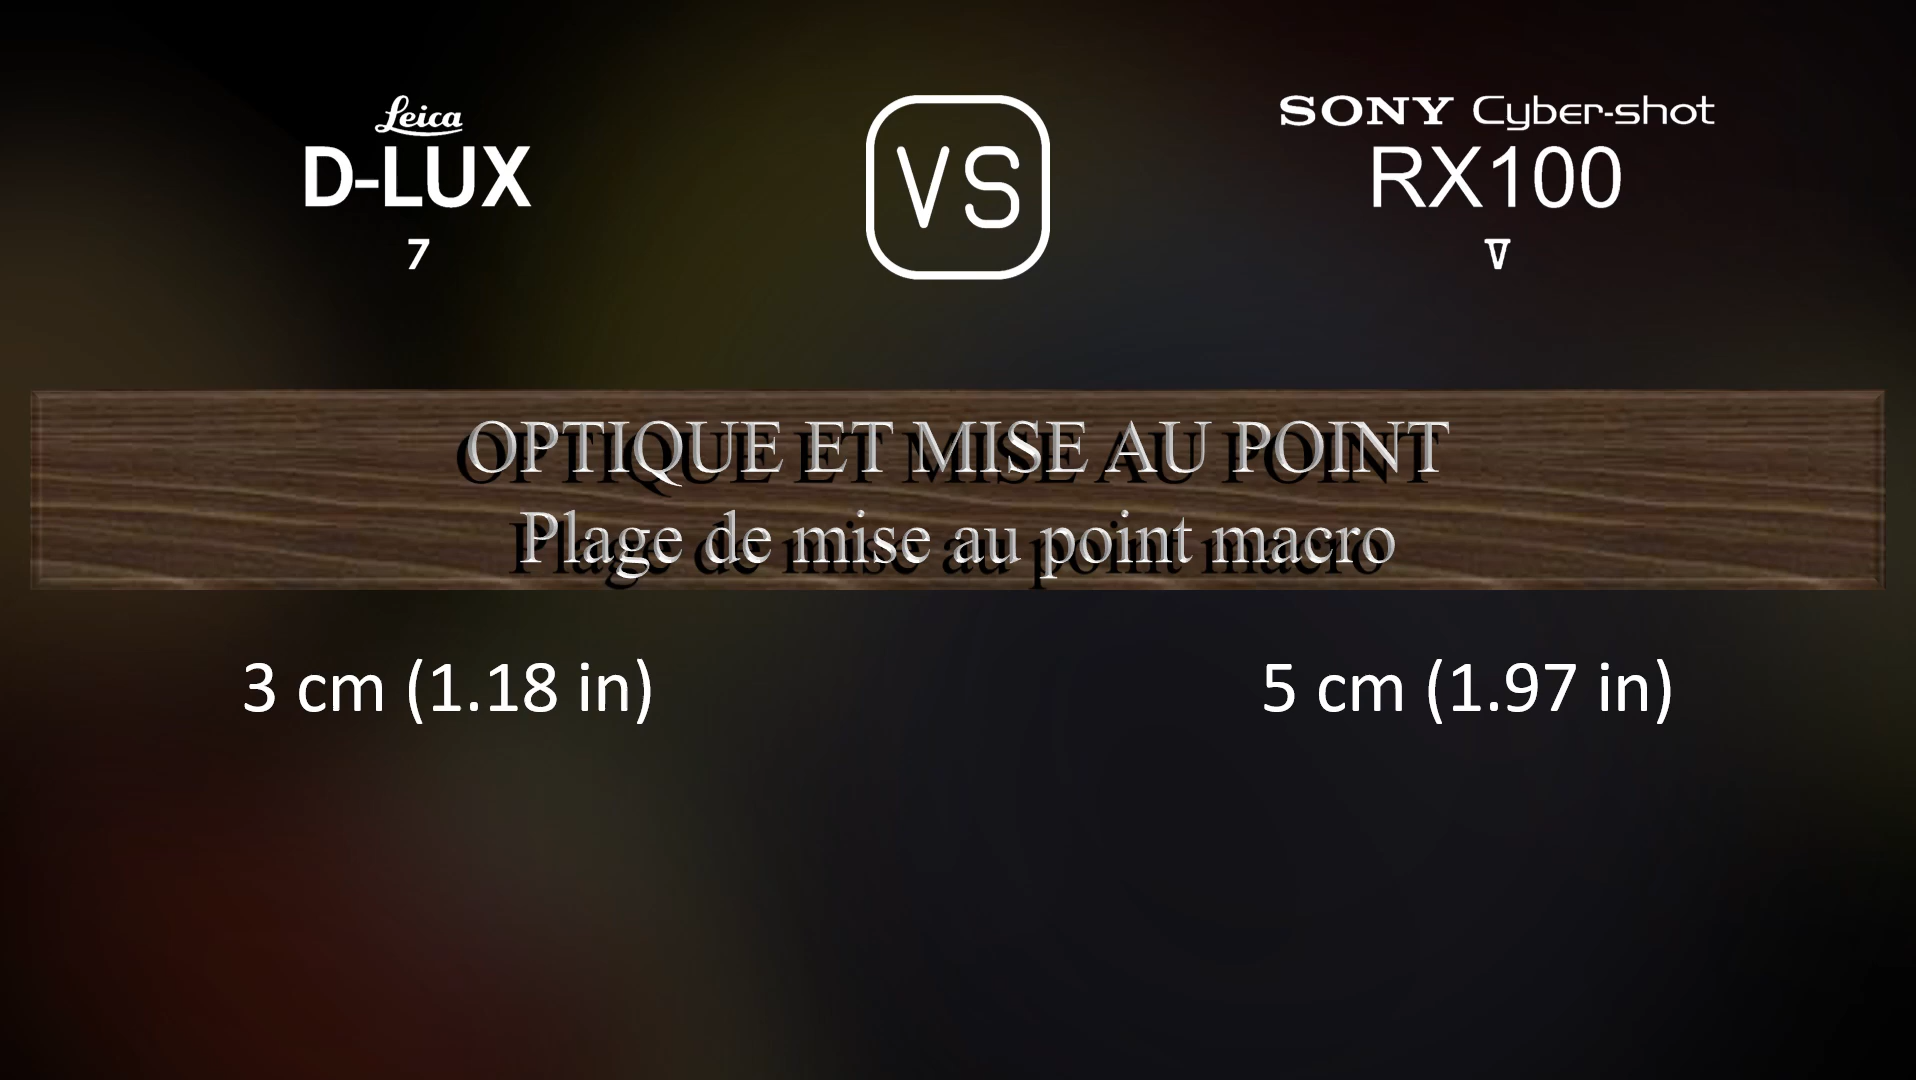 Leica
D-LUX
7
VS
SONY Cyber-shot
RX100
V
OPTIQUE ET MISE AU POINT
Plage de mise au point macro
3 cm (1.18 in)
5 cm (1.97 in)